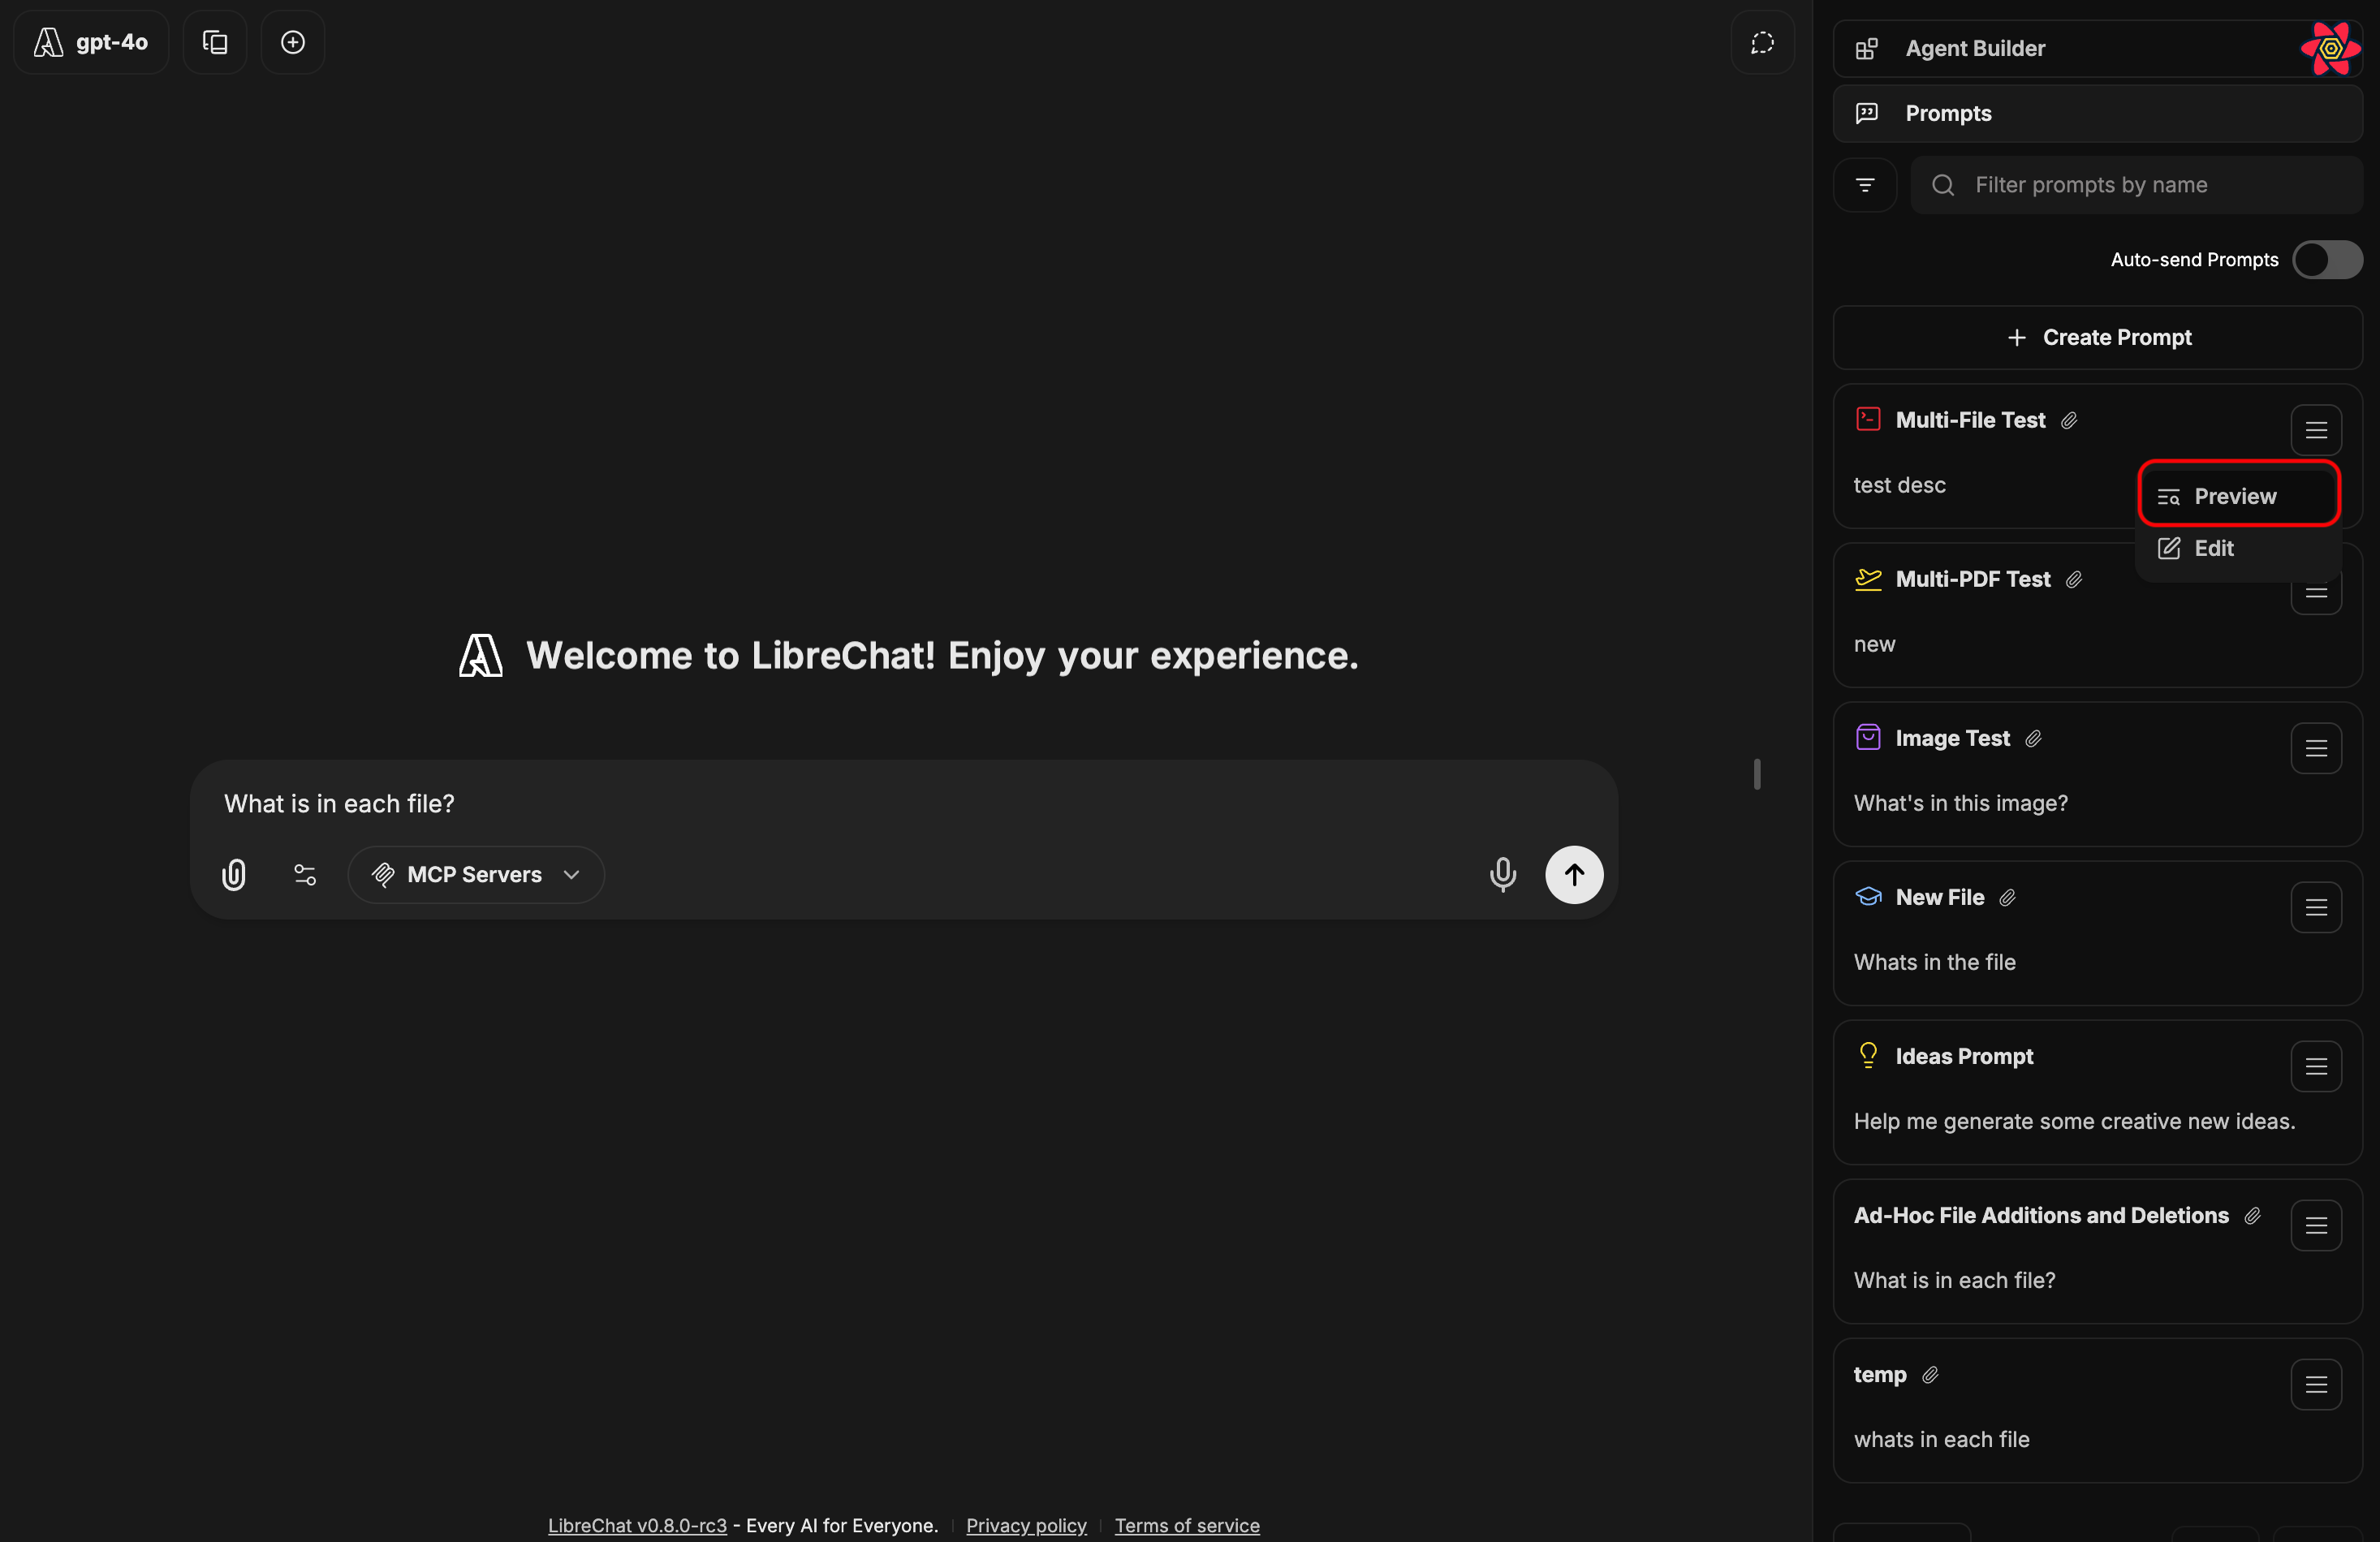 gpt-4o
Agent Builder
Prompts
Filter prompts by name
Auto-send Prompts
Create Prompt
Multi-File Test
test desc
Preview
Edit
Multi-PDF Test
new
Image Test
What's in this image?
New File
Whats in the file
Ideas Prompt
Help me generate some creative new ideas.
Ad-Hoc File Additions and Deletions
What is in each file?
temp
whats in each file
Welcome to LibreChat! Enjoy your experience.
What is in each file?
MCP Servers
LibreChat v0.8.0-rc3 - Every AI for Everyone. Privacy policy Terms of service